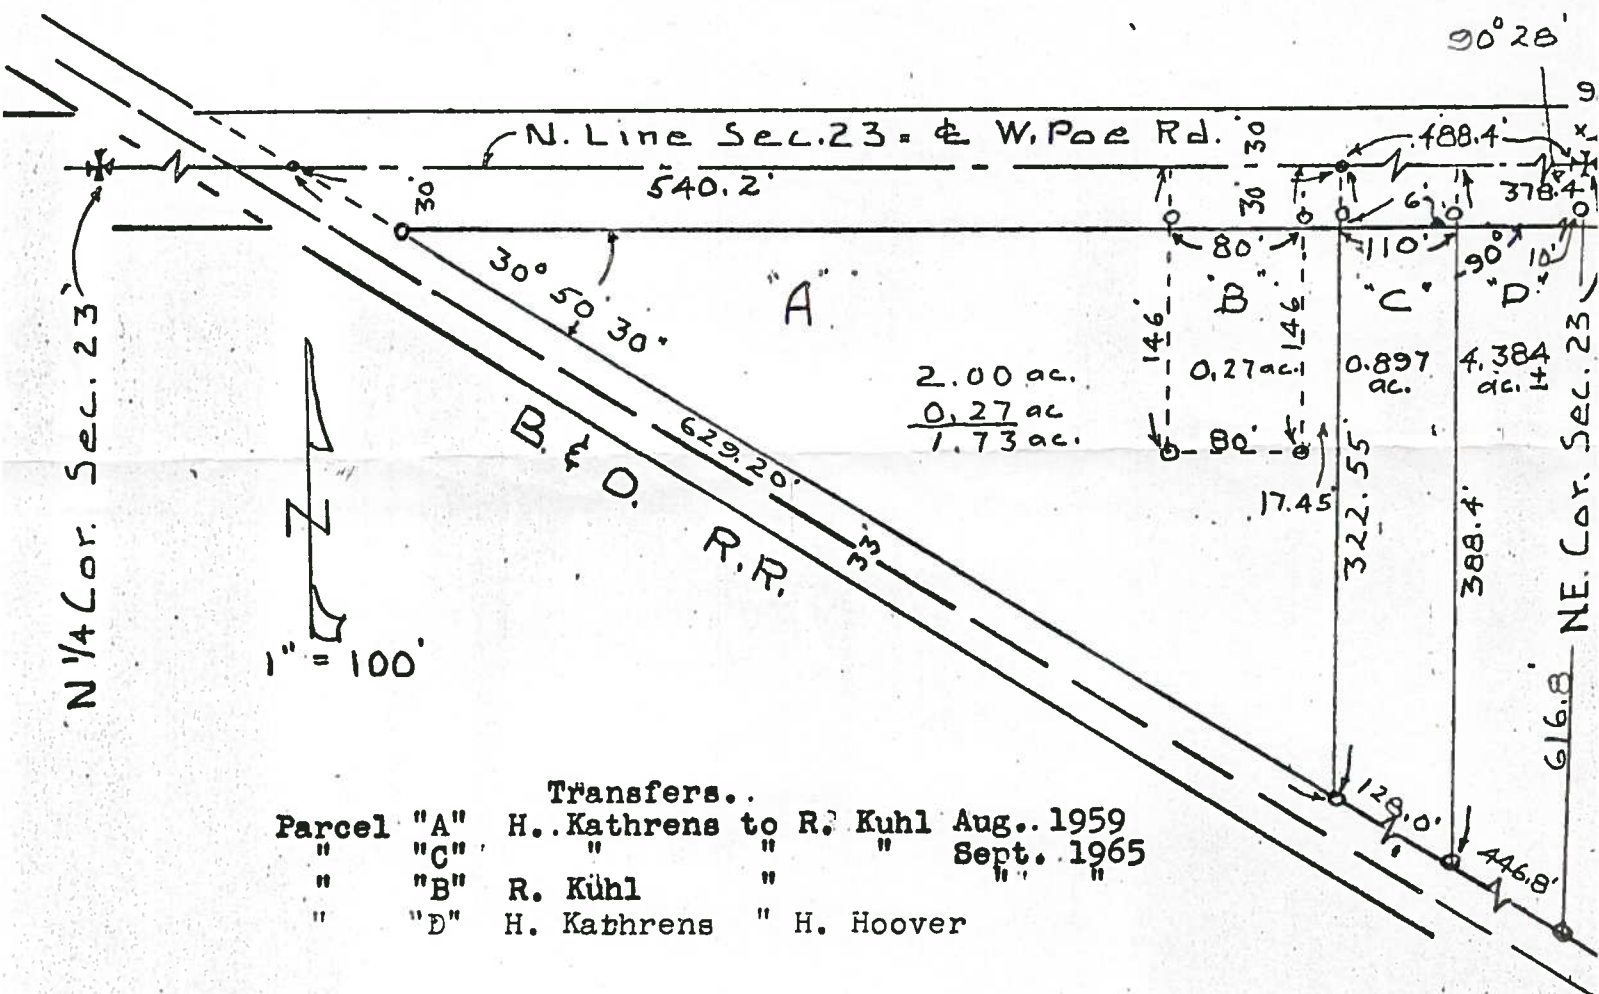 90° 28'
N. Line Sec. 23 = ℄ W. Poe Rd.
30'
488.4'
540.2'
30'
30
6'
378.4'
80'
110'
90°
10'
30° 50' 30"
"A"
"B"
"C"
"D"
146'
146'
2.00 ac.
0.27 ac
1.73 ac.
0.27 ac.
0.897
ac.
4.384
ac. ±
80'
17.45'
322.55'
388.4'
N 1/4 Cor. Sec. 23
NE. Cor. Sec. 23
616.8'
629.20'
B. & O. R.R.
33'
1" = 100'
N
128.0'
446.8'
Transfers..
Parcel "A" H. Kathrens to R. Kuhl Aug.. 1959
" "C" " " " Sept. 1965
" "B" R. Kuhl " " "
" "D" H. Kathrens " H. Hoover